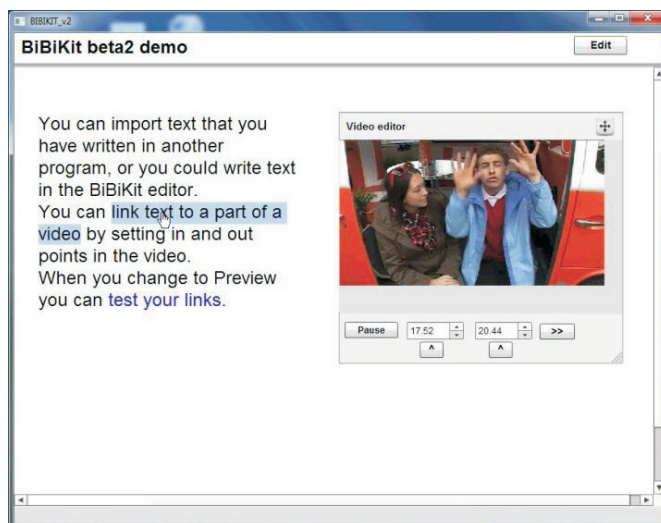 BIBIKIT_v2
BiBiKit beta2 demo
Edit
You can import text that you
have written in another
program, or you could write text
in the BiBiKit editor.
You can link text to a part of a
video by setting in and out
points in the video.
When you change to Preview
you can test your links.
Video editor
Pause
17.52
20.44
>>
^
^